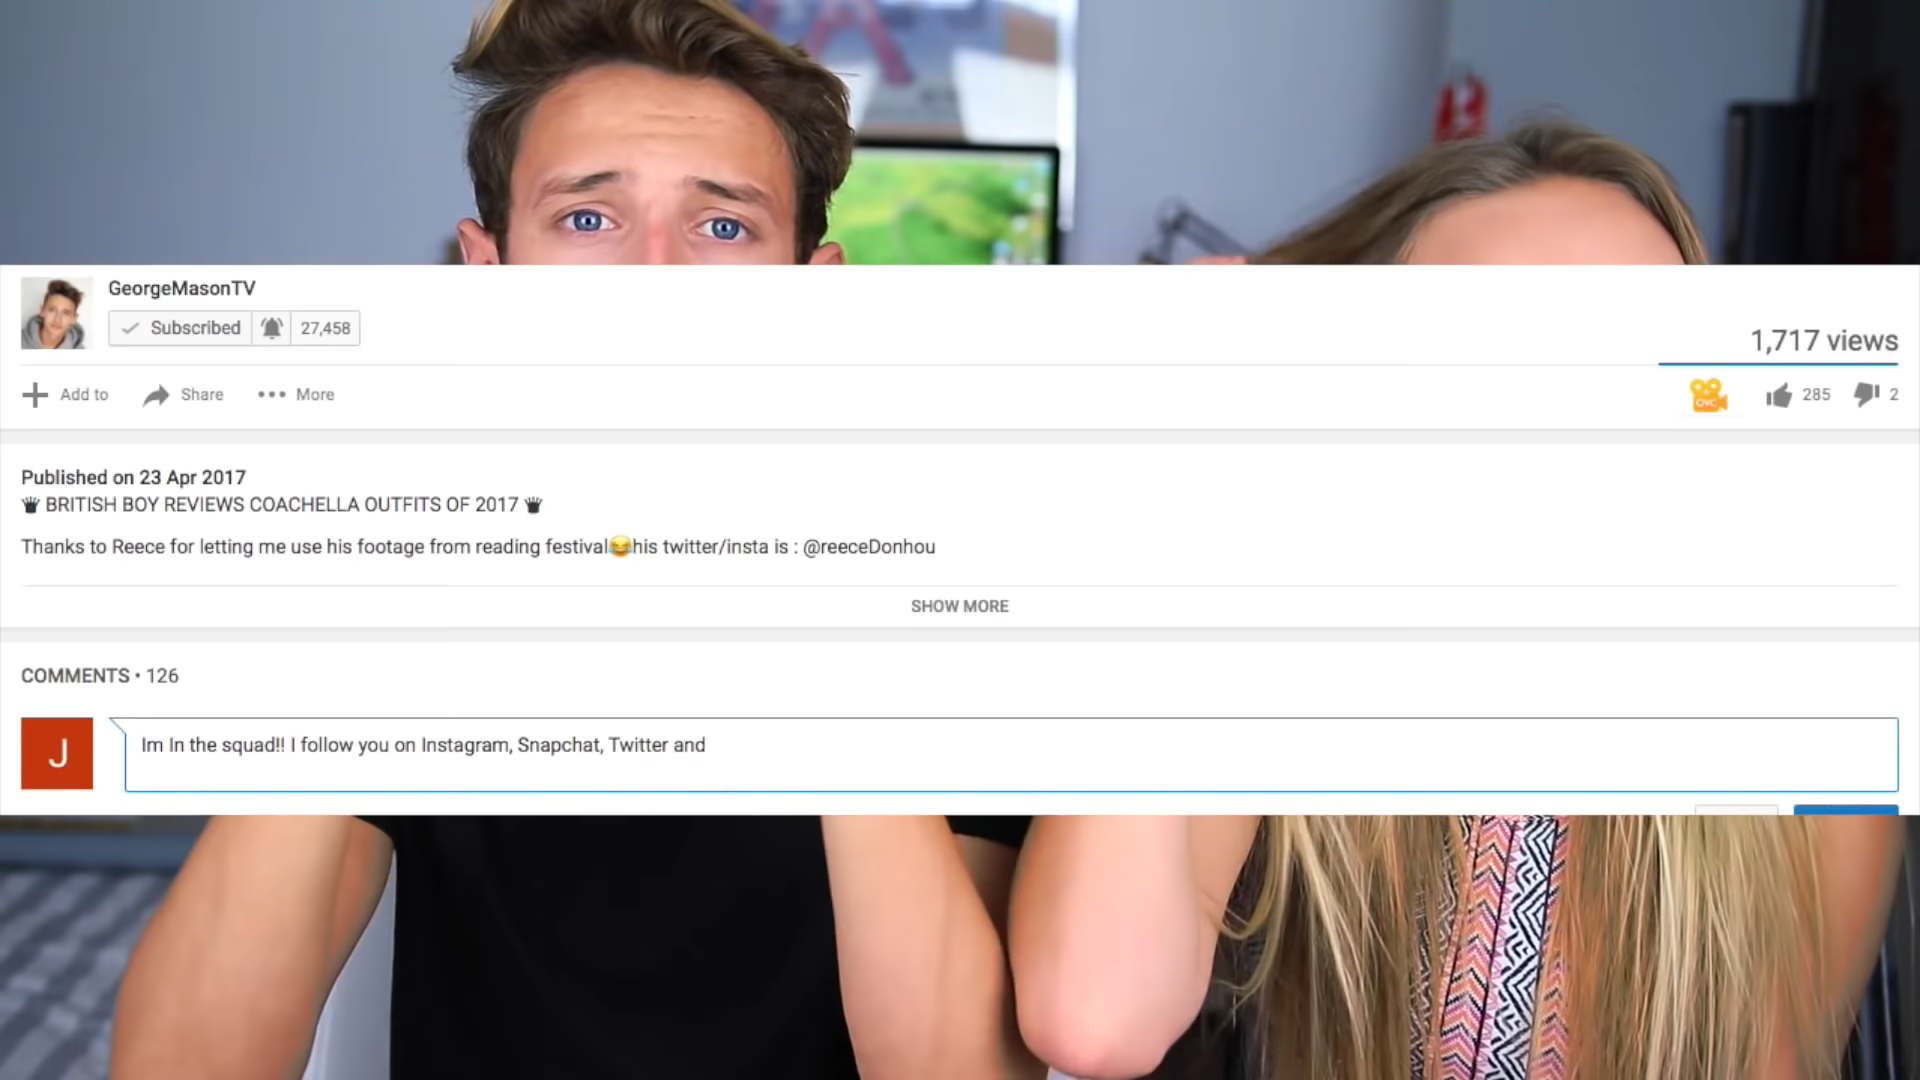 GeorgeMasonTV
Subscribed
27,458
1,717 views
Add to
Share
More
285
2
Published on 23 Apr 2017
♛ BRITISH BOY REVIEWS COACHELLA OUTFITS OF 2017 ♛
Thanks to Reece for letting me use his footage from reading festival😂his twitter/insta is : @reeceDonhou
SHOW MORE
COMMENTS • 126
J
Im In the squad!! I follow you on Instagram, Snapchat, Twitter and